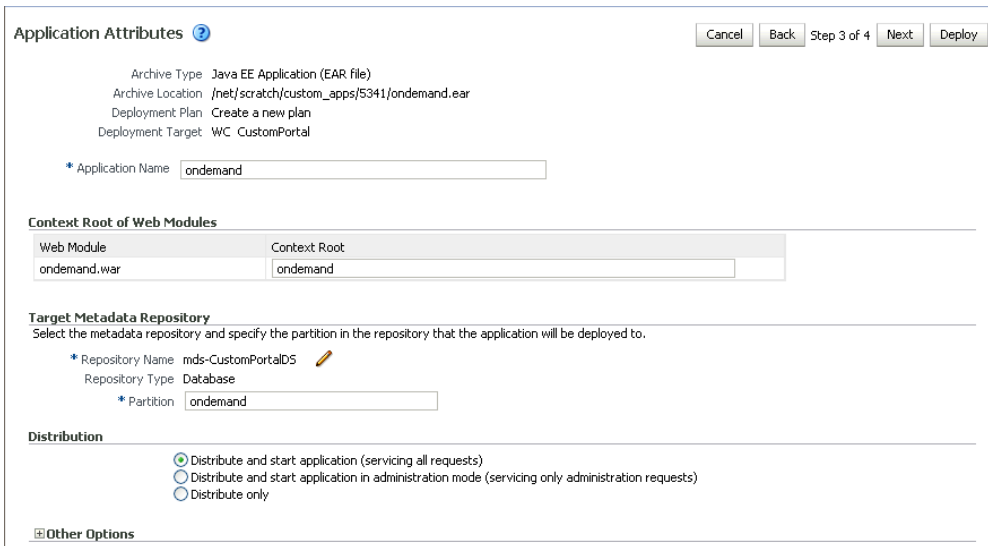 Application Attributes ?
Cancel Back Step 3 of 4 Next Deploy
Archive Type Java EE Application (EAR file)
Archive Location /net/scratch/custom_apps/5341/ondemand.ear
Deployment Plan Create a new plan
Deployment Target WC CustomPortal
* Application Name ondemand
Context Root of Web Modules
Web Module Context Root
ondemand.war ondemand
Target Metadata Repository
Select the metadata repository and specify the partition in the repository that the application will be deployed to.
* Repository Name mds-CustomPortalDS
Repository Type Database
* Partition ondemand
Distribution
Distribute and start application (servicing all requests)
Distribute and start application in administration mode (servicing only administration requests)
Distribute only
Other Options